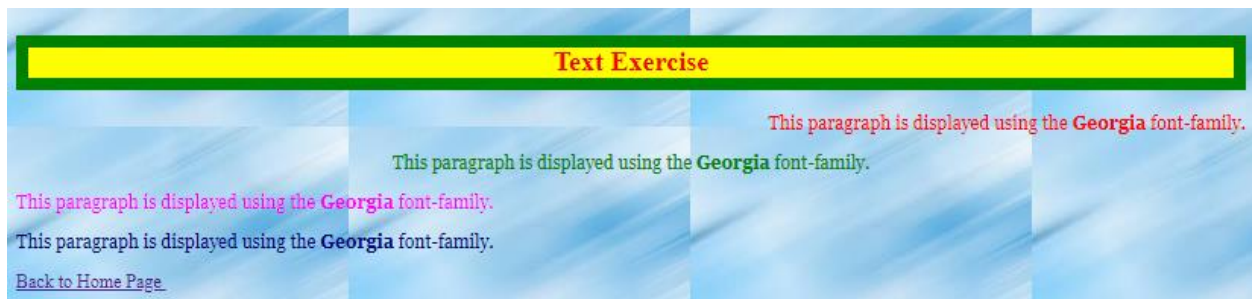 Text Exercise
This paragraph is displayed using the Georgia font-family.
This paragraph is displayed using the Georgia font-family.
This paragraph is displayed using the Georgia font-family.
This paragraph is displayed using the Georgia font-family.
Back to Home Page